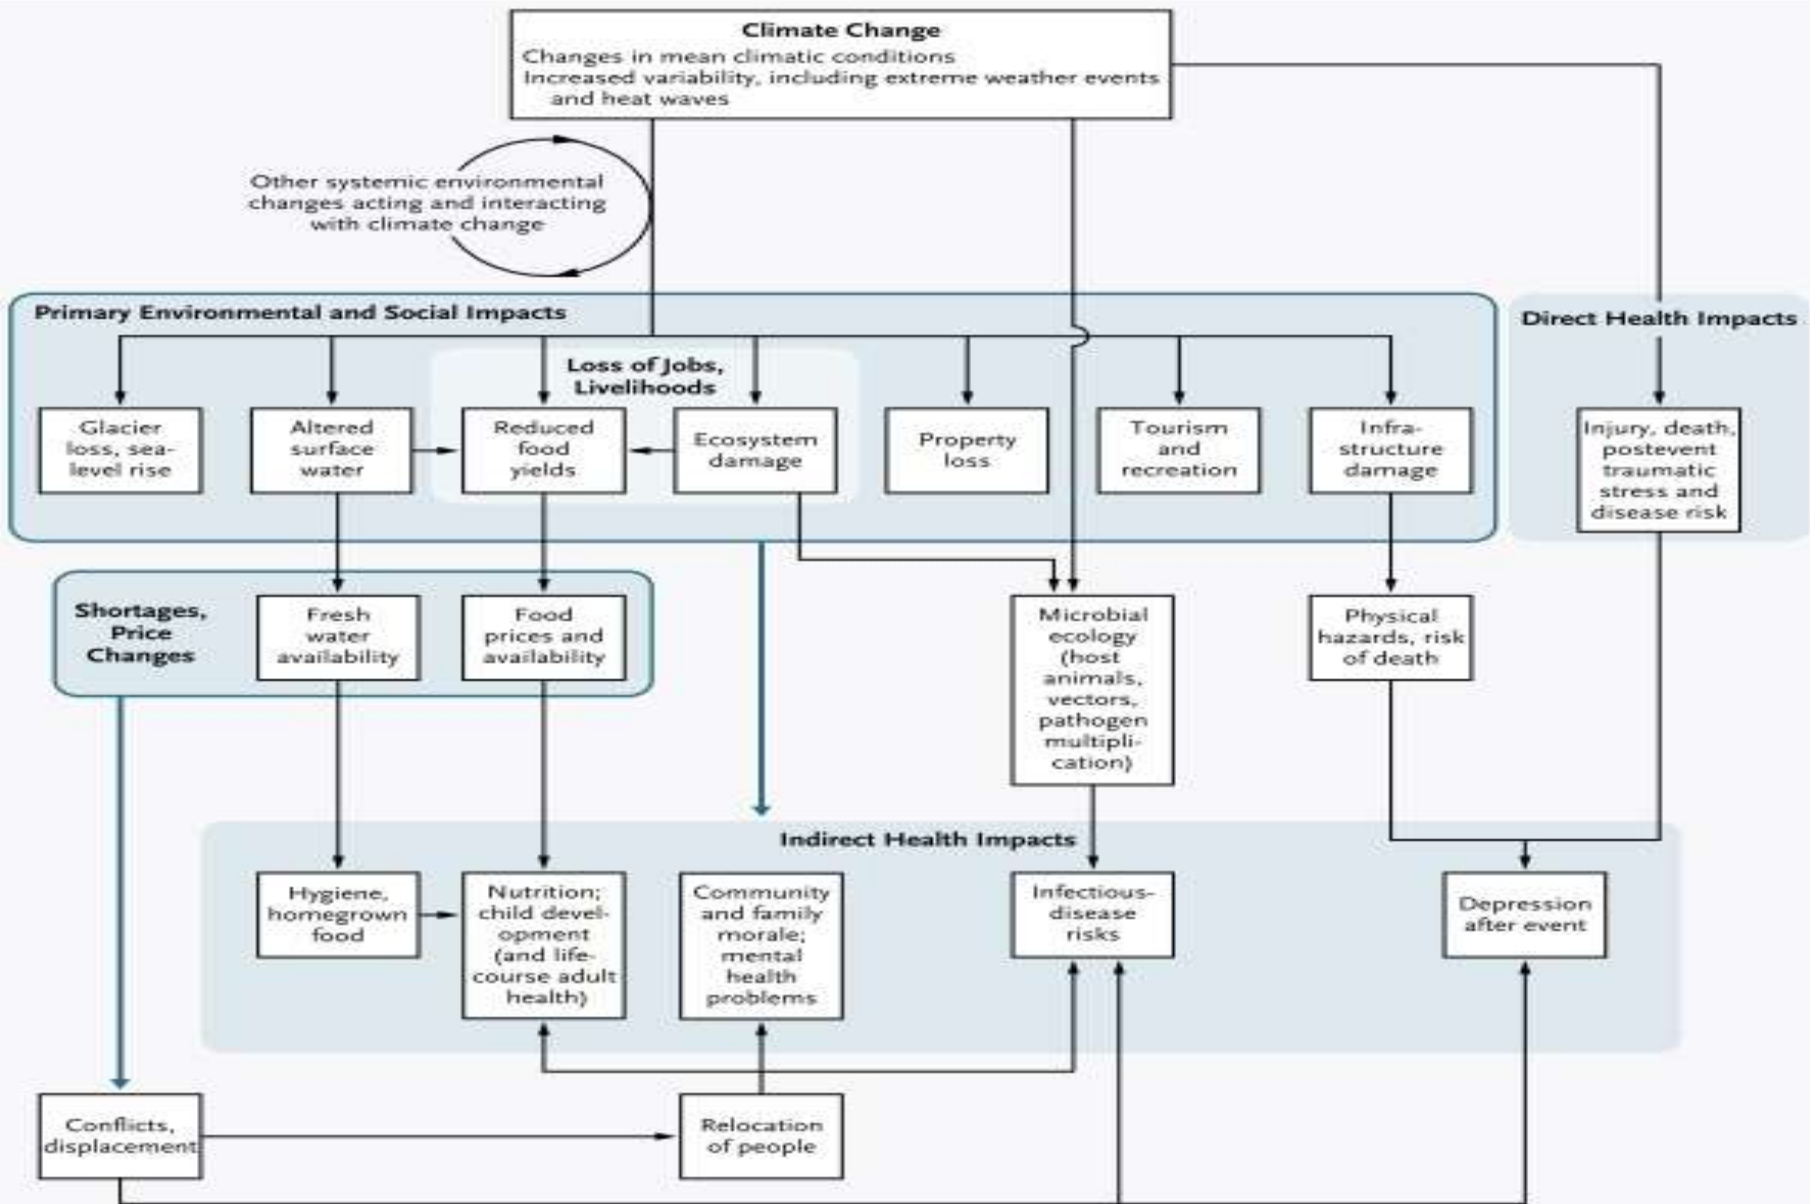 Climate Change
Changes in mean climatic conditions
Increased variability, including extreme weather events
and heat waves
Other systemic environmental
changes acting and interacting
with climate change
Primary Environmental and Social Impacts
Direct Health Impacts
Loss of Jobs,
Livelihoods
Glacier
loss, sea-
level rise
Altered
surface
water
Reduced
food
yields
Ecosystem
damage
Property
loss
Tourism
and
recreation
Infra-
structure
damage
Injury, death,
postevent
traumatic
stress and
disease risk
Shortages,
Price
Changes
Fresh
water
availability
Food
prices and
availability
Microbial
ecology
(host
animals,
vectors,
pathogen
multipli-
cation)
Physical
hazards, risk
of death
Indirect Health Impacts
Hygiene,
homegrown
food
Nutrition;
child devel-
opment
(and life-
course adult
health)
Community
and family
morale;
mental
health
problems
Infectious-
disease
risks
Depression
after event
Conflicts,
displacement
Relocation
of people